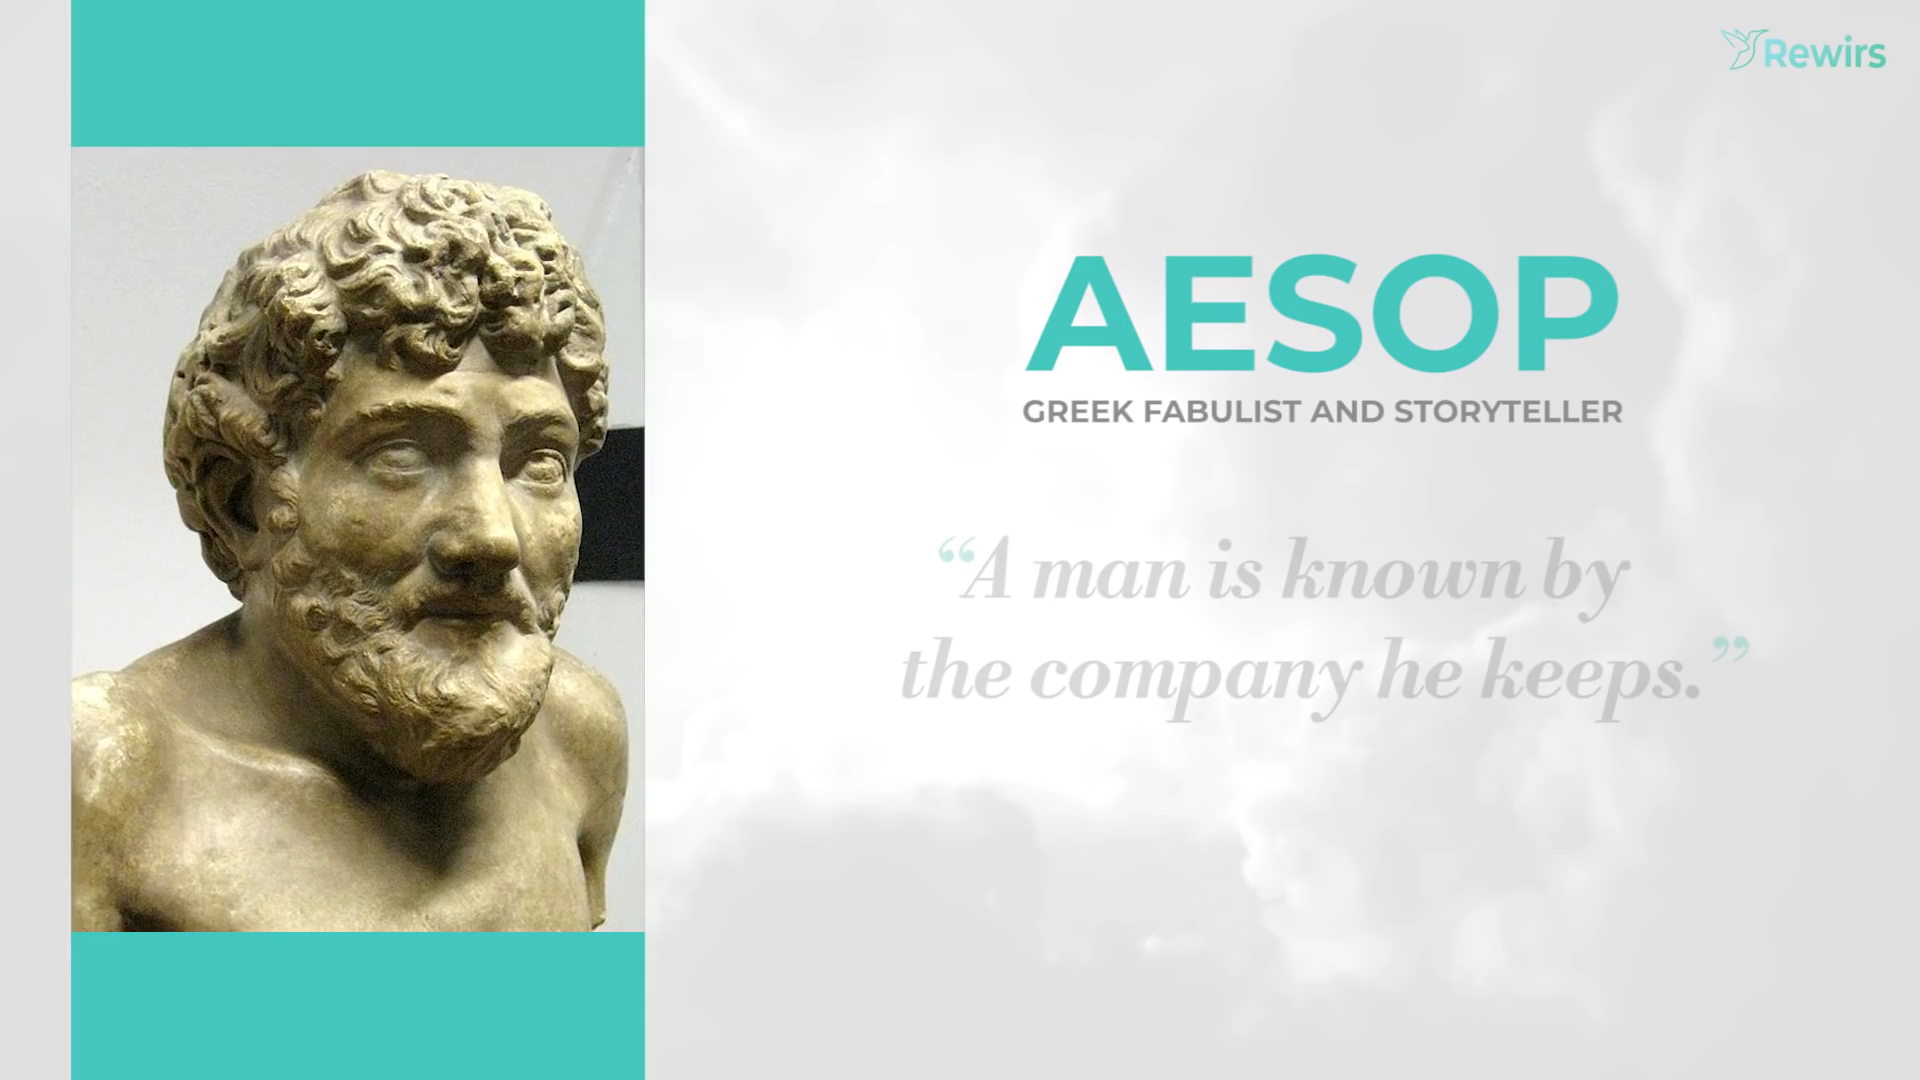 Rewirs
AESOP
GREEK FABULIST AND STORYTELLER
“A man is known by
the company he keeps.”